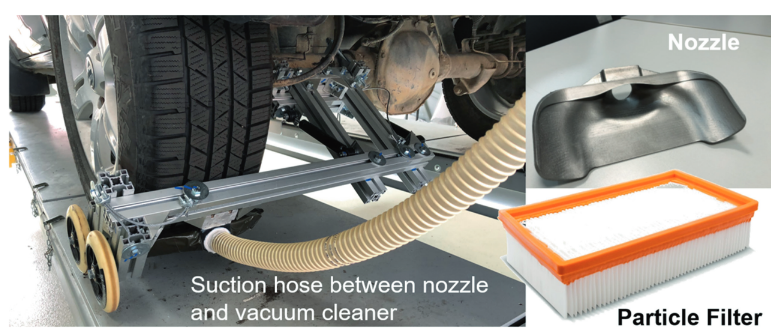 Nozzle
Suction hose between nozzle
and vacuum cleaner
Particle Filter